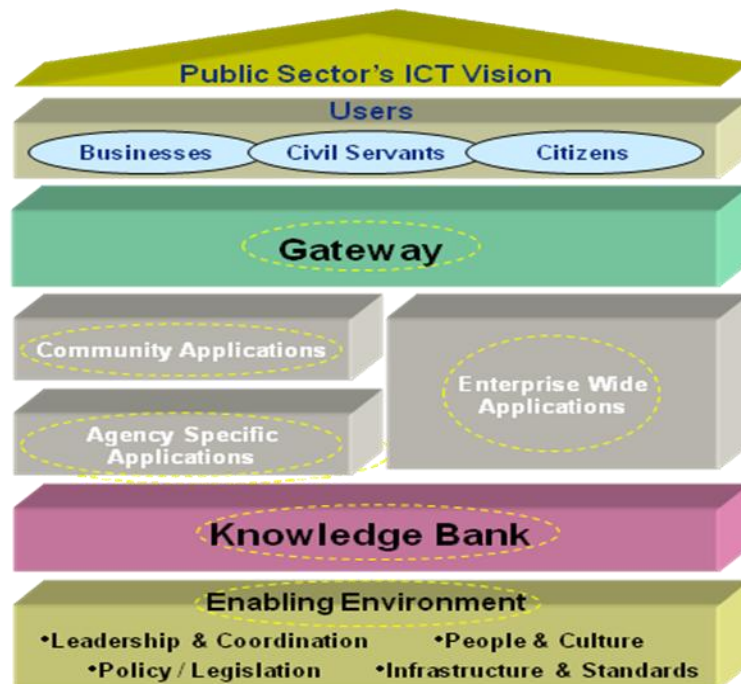 Public Sector's ICT Vision
Users
Businesses
Civil Servants
Citizens
Gateway
Community Applications
Enterprise Wide
Applications
Agency Specific
Applications
Knowledge Bank
Enabling Environment
•Leadership & Coordination
•People & Culture
•Policy / Legislation
•Infrastructure & Standards